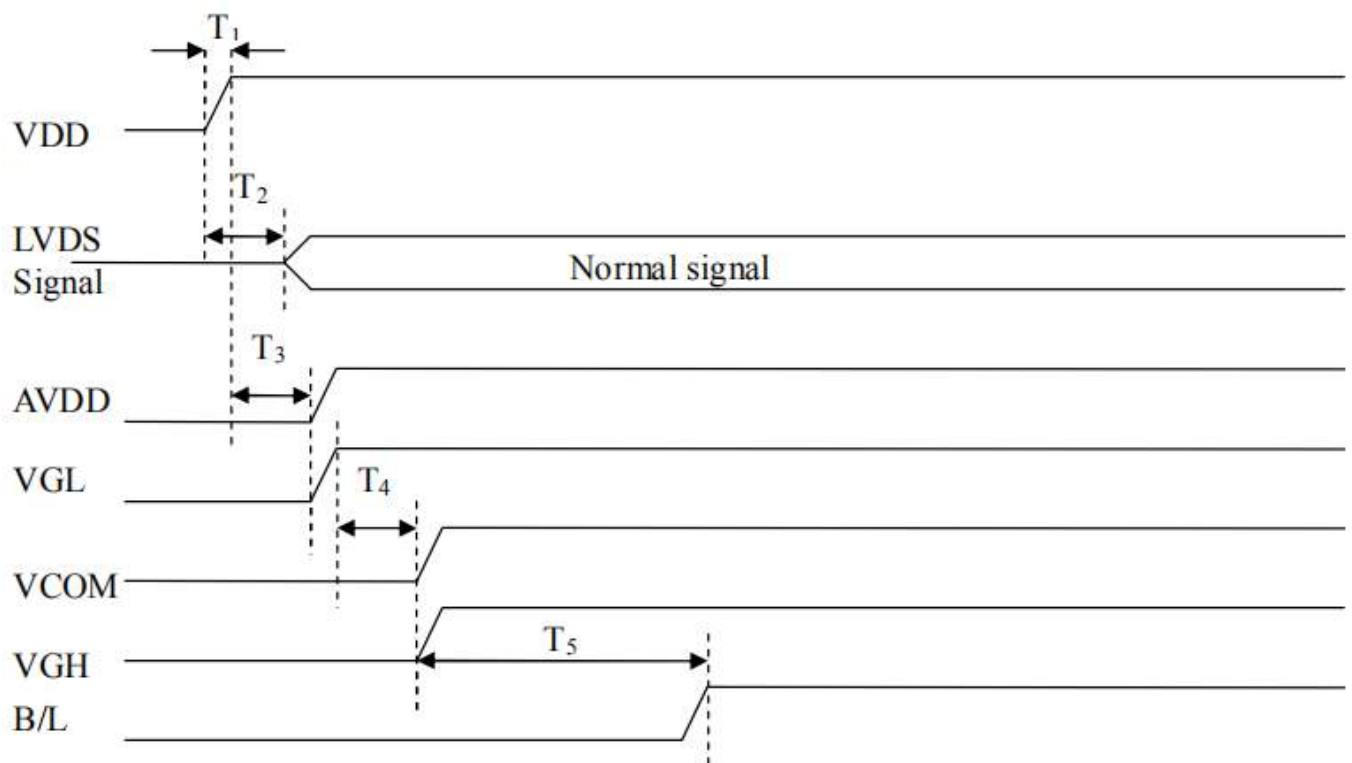 T₁
VDD
T₂
LVDS
Signal
Normal signal
T₃
AVDD
VGL
T₄
VCOM
T₅
VGH
B/L